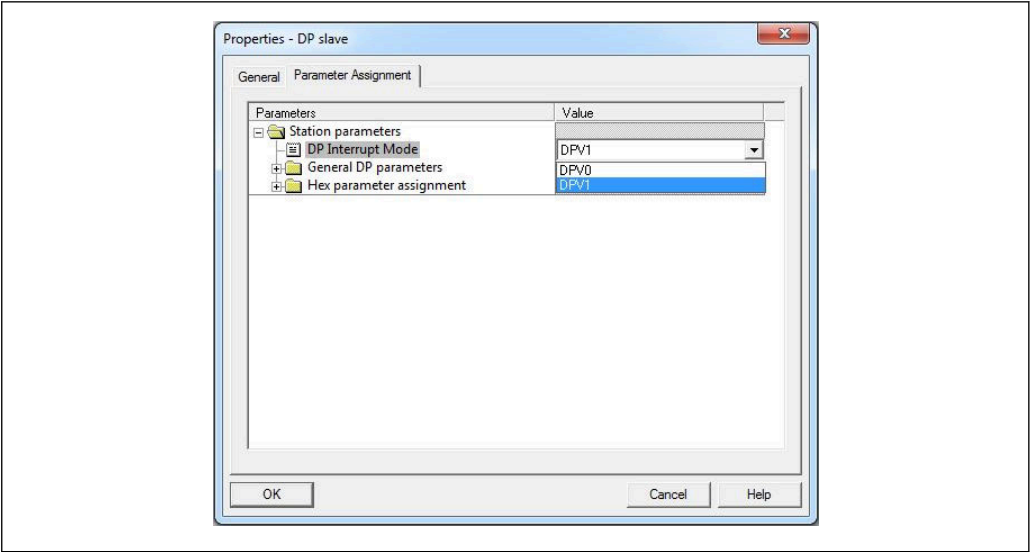 Properties - DP slave
x
General Parameter Assignment
Parameters Value
Station parameters
DP Interrupt Mode DPV1
General DP parameters DPV0
Hex parameter assignment DPV1
OK Cancel Help